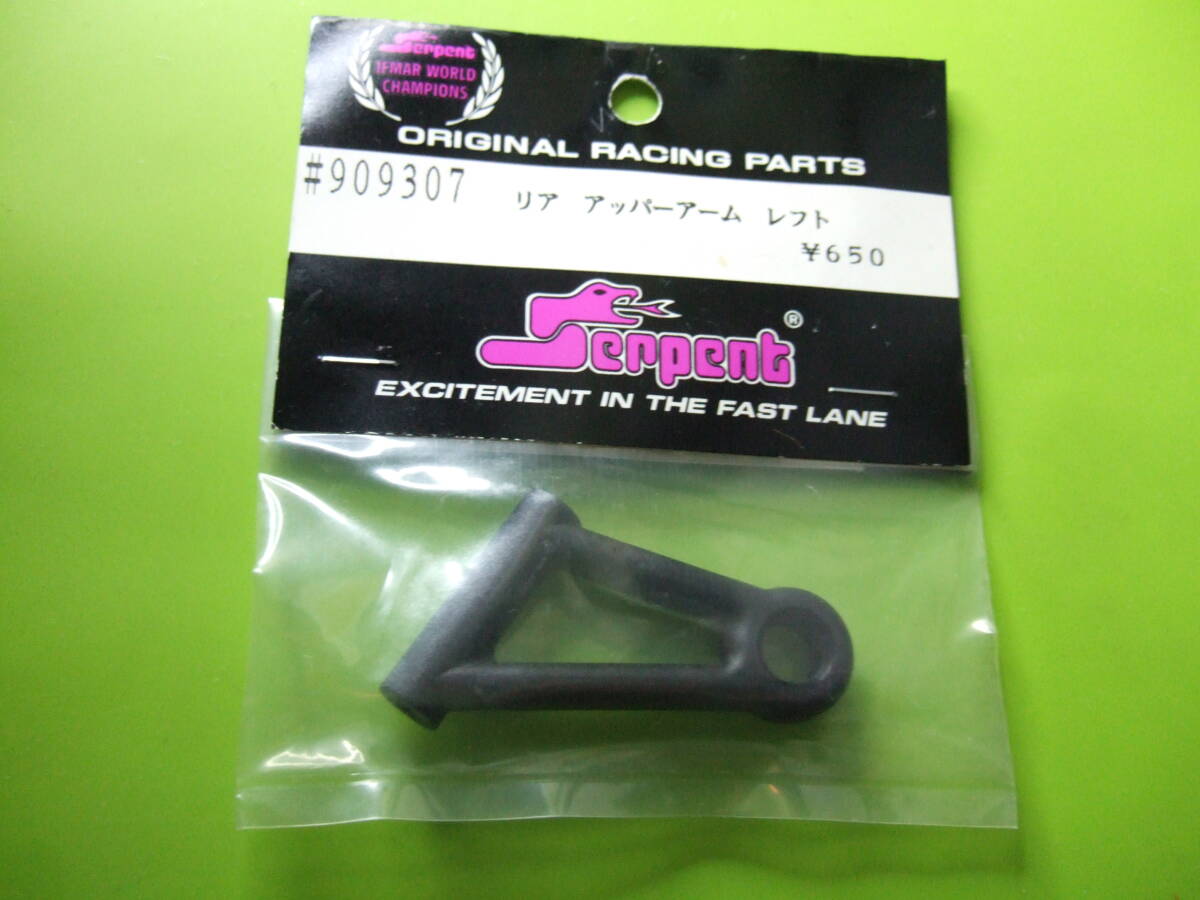 Serpent
IFMAR WORLD
CHAMPIONS
ORIGINAL RACING PARTS
#909307 リア アッパーアーム レフト
¥650
Serpent ®
EXCITEMENT IN THE FAST LANE